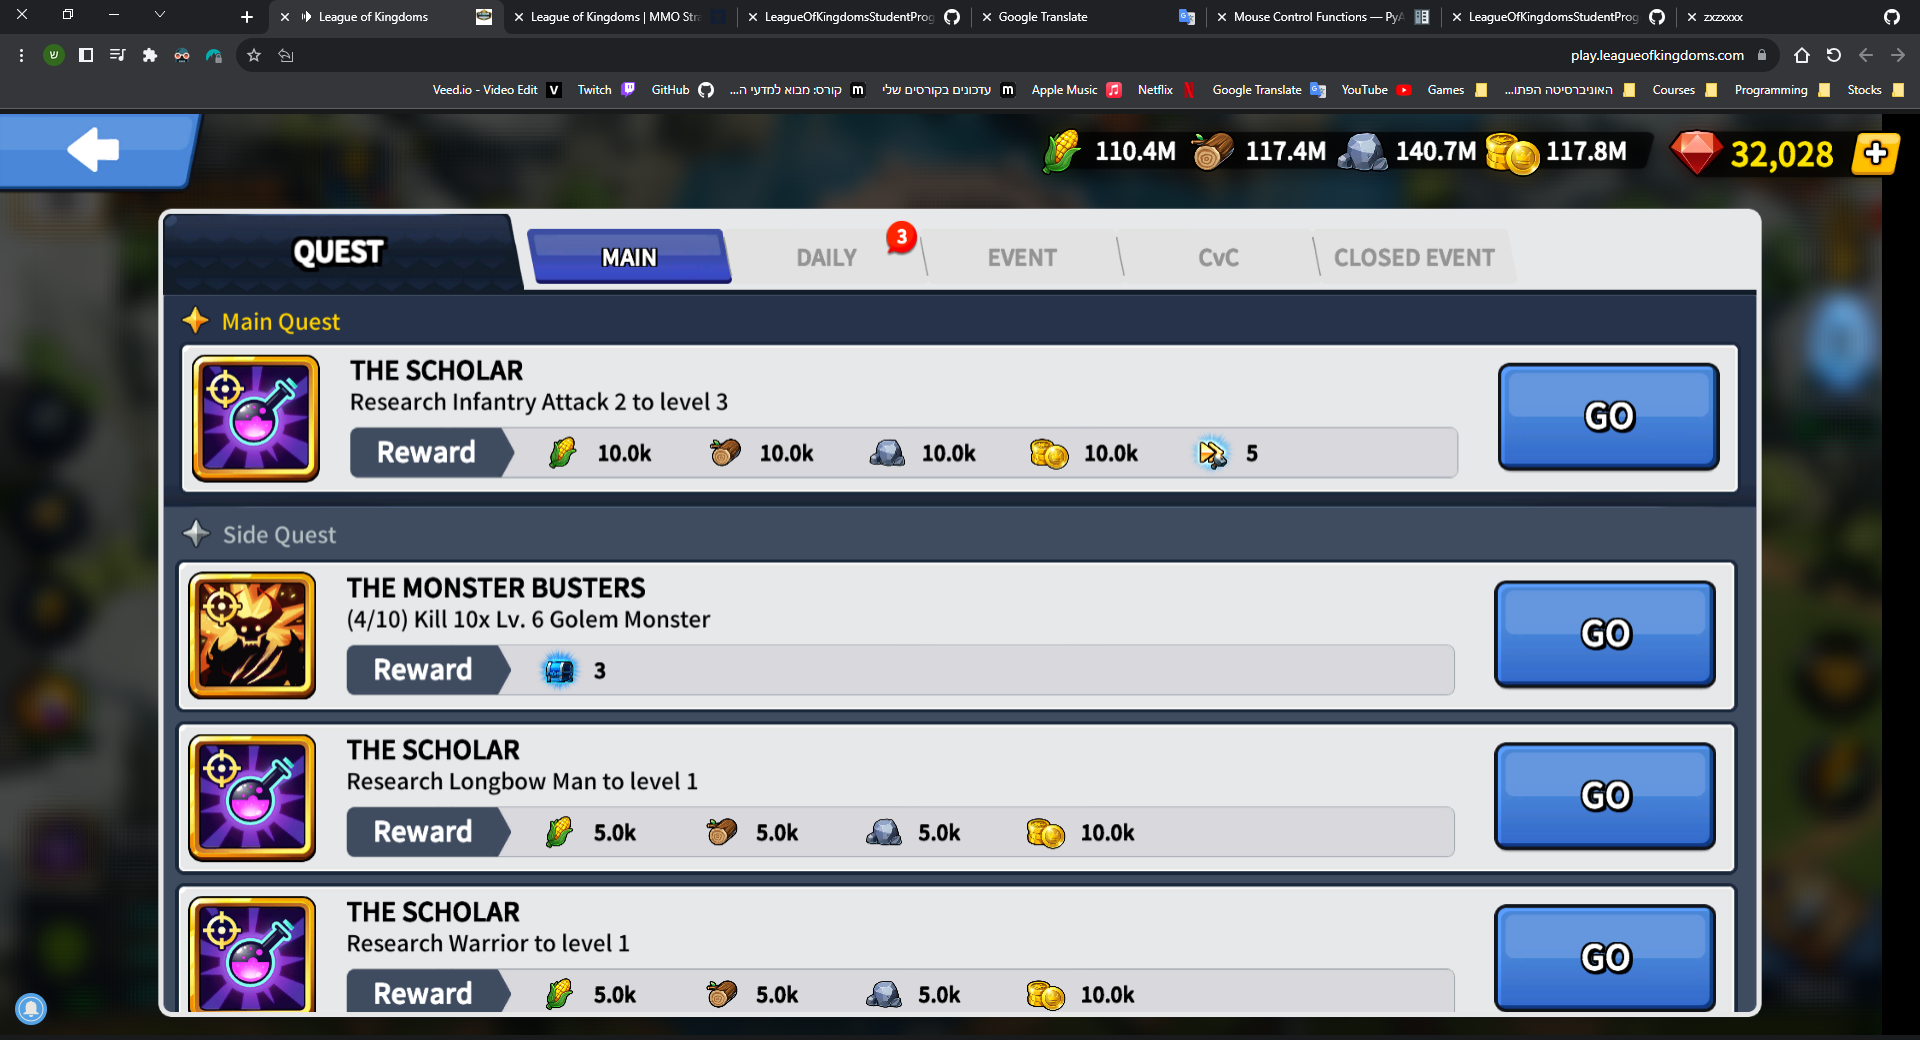 League of Kingdoms
League of Kingdoms | MMO Stra
LeagueOfKingdomsStudentProg
Google Translate
Mouse Control Functions — PyA
LeagueOfKingdomsStudentProg
zxzxxxx
ש
play.leagueofkingdoms.com
Veed.io - Video Edit
V
Twitch
GitHub
קורס: מבוא למדעי ה...
m
עדכונים בקורסים שלי
m
Apple Music
Netflix
Google Translate
YouTube
Games
האוניברסיטה הפתו...
Courses
Programming
Stocks
110.4M
117.4M
140.7M
117.8M
32,028
QUEST
MAIN
DAILY
3
EVENT
CvC
CLOSED EVENT
Main Quest
THE SCHOLAR
Research Infantry Attack 2 to level 3
Reward
10.0k
10.0k
10.0k
10.0k
5
GO
Side Quest
THE MONSTER BUSTERS
(4/10) Kill 10x Lv. 6 Golem Monster
Reward
3
GO
THE SCHOLAR
Research Longbow Man to level 1
Reward
5.0k
5.0k
5.0k
10.0k
GO
THE SCHOLAR
Research Warrior to level 1
Reward
5.0k
5.0k
5.0k
10.0k
GO